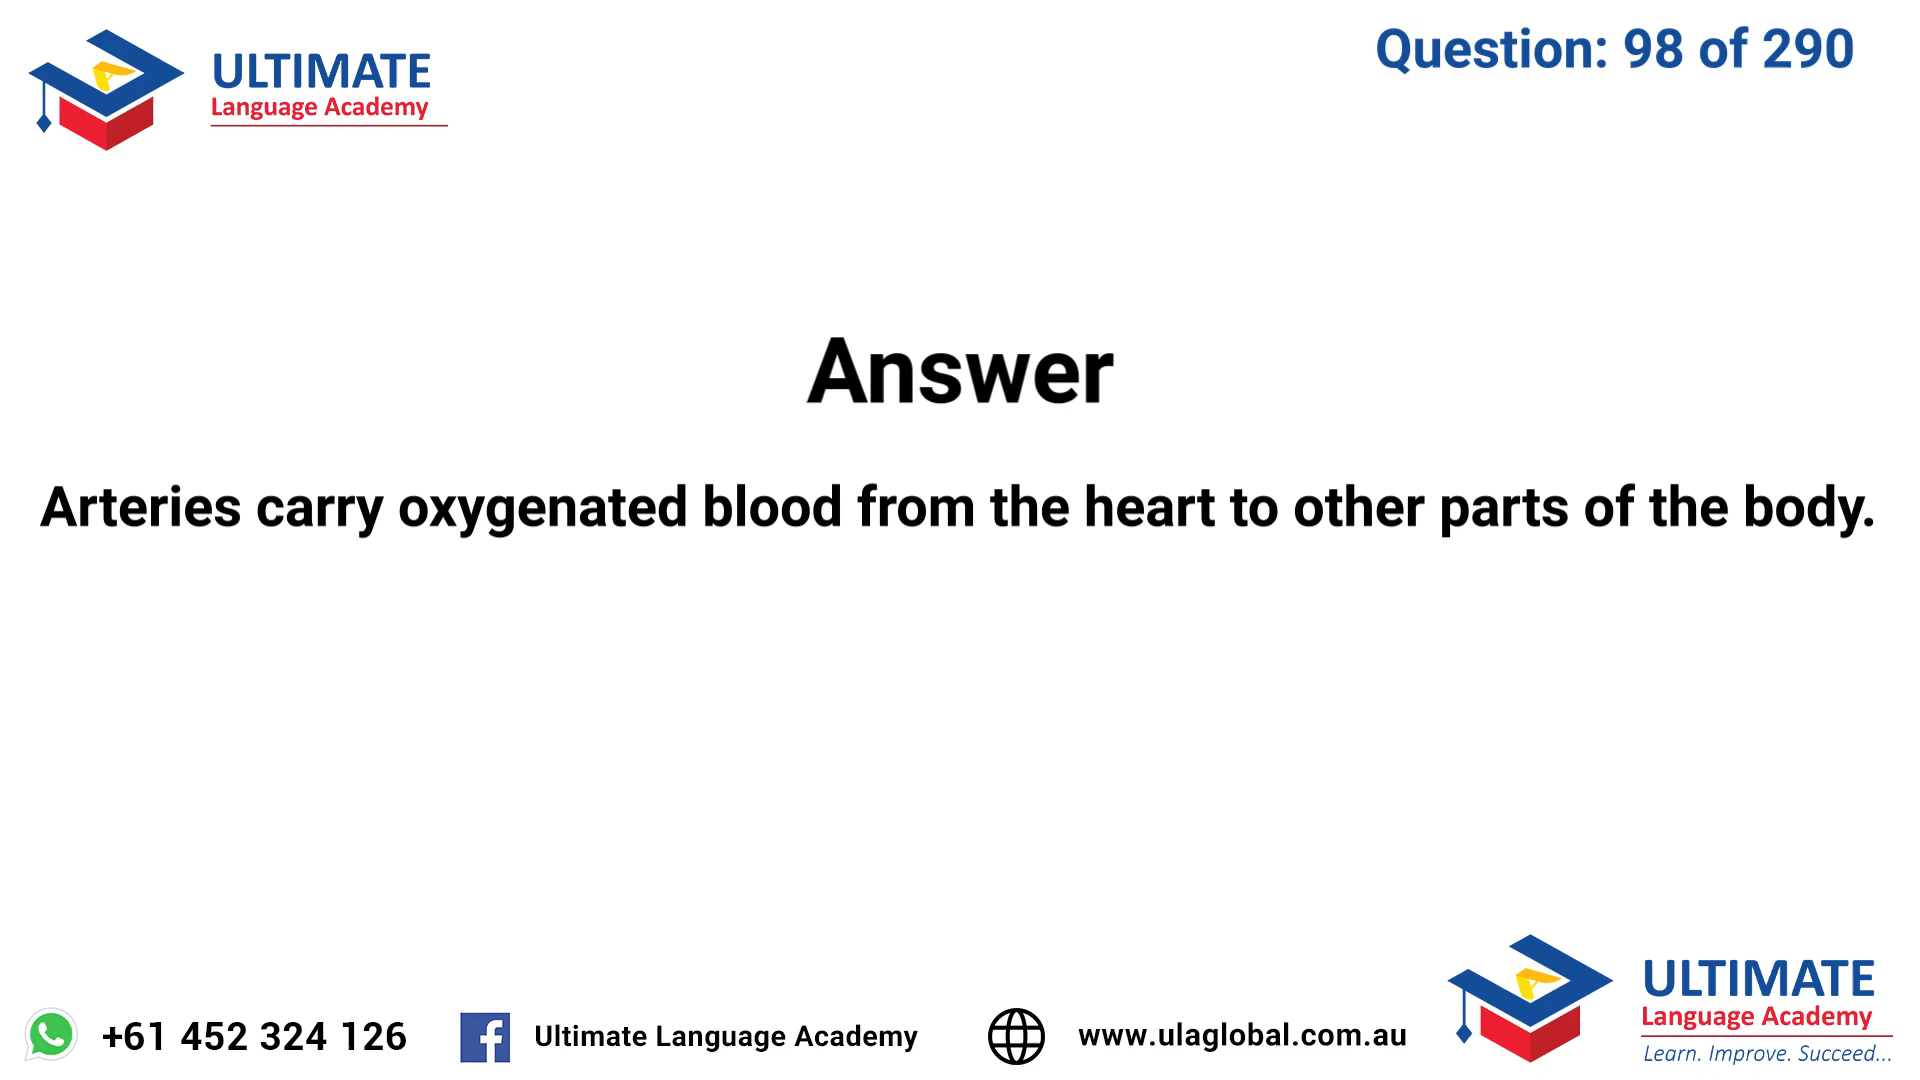 ULTIMATE
Language Academy
Question: 98 of 290
Answer
Arteries carry oxygenated blood from the heart to other parts of the body.
+61 452 324 126
Ultimate Language Academy
www.ulaglobal.com.au
ULTIMATE
Language Academy
Learn. Improve. Succeed...